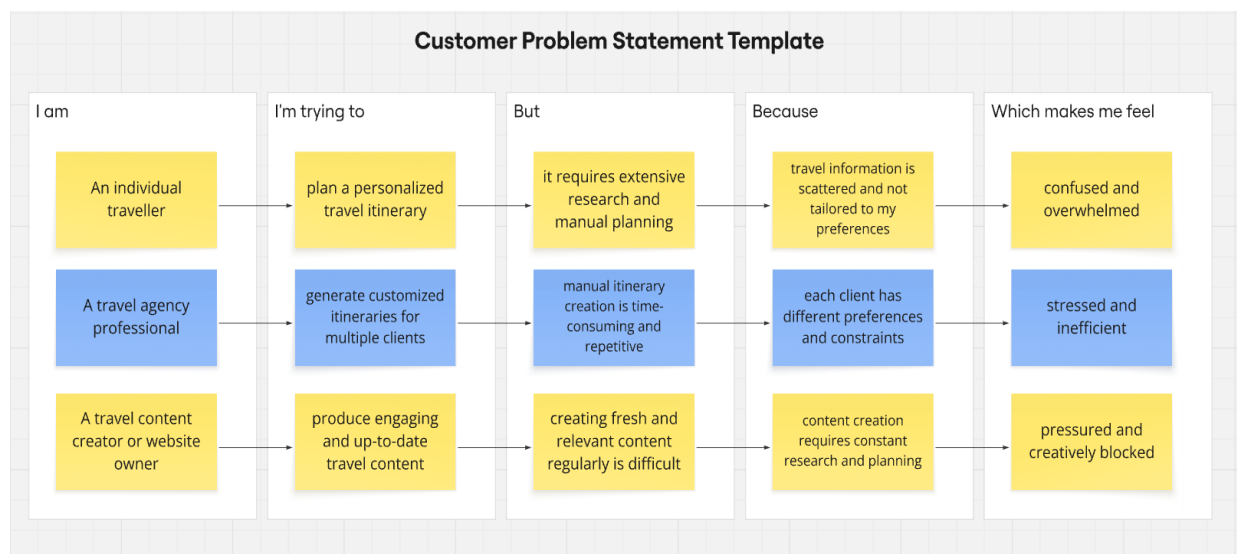 Customer Problem Statement Template
I am
I'm trying to
But
Because
Which makes me feel
An individual
traveller
plan a personalized
travel itinerary
it requires extensive
research and
manual planning
travel information is
scattered and not
tailored to my
preferences
confused and
overwhelmed
A travel agency
professional
generate customized
itineraries for
multiple clients
manual itinerary
creation is time-
consuming and
repetitive
each client has
different preferences
and constraints
stressed and
inefficient
A travel content
creator or website
owner
produce engaging
and up-to-date
travel content
creating fresh and
relevant content
regularly is difficult
content creation
requires constant
research and planning
pressured and
creatively blocked